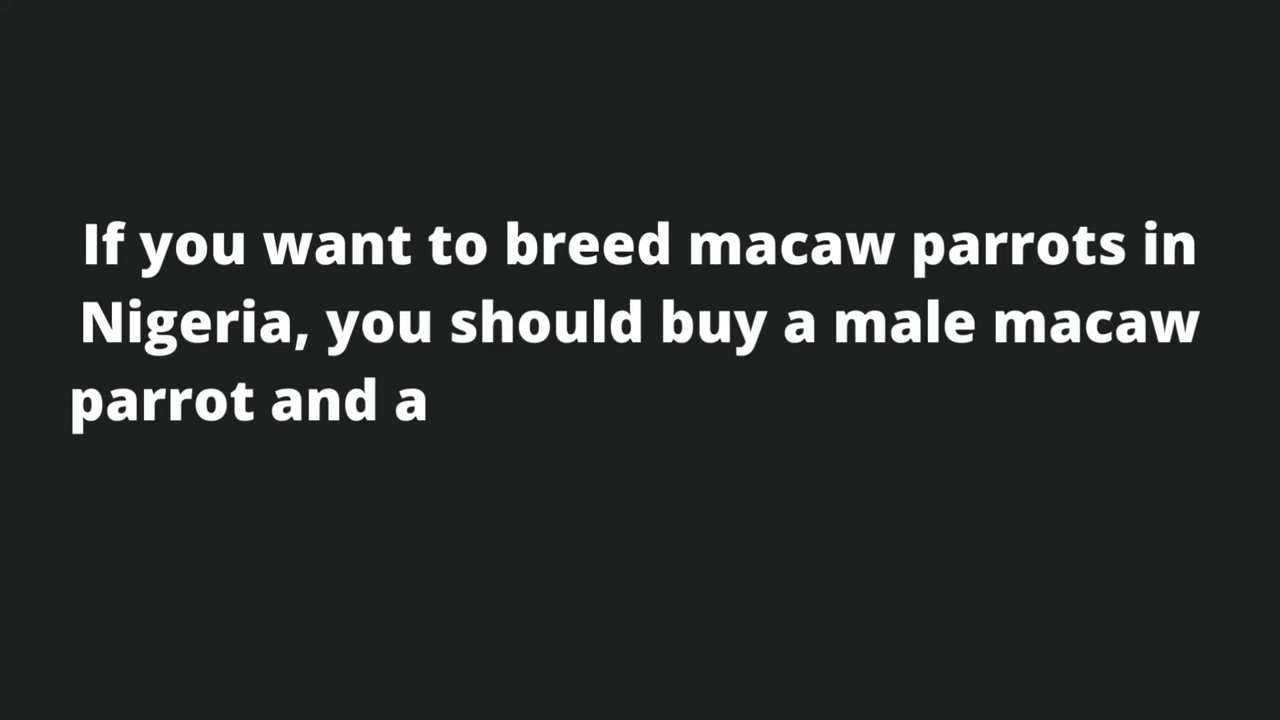 If you want to breed macaw parrots in
Nigeria, you should buy a male macaw
parrot and a